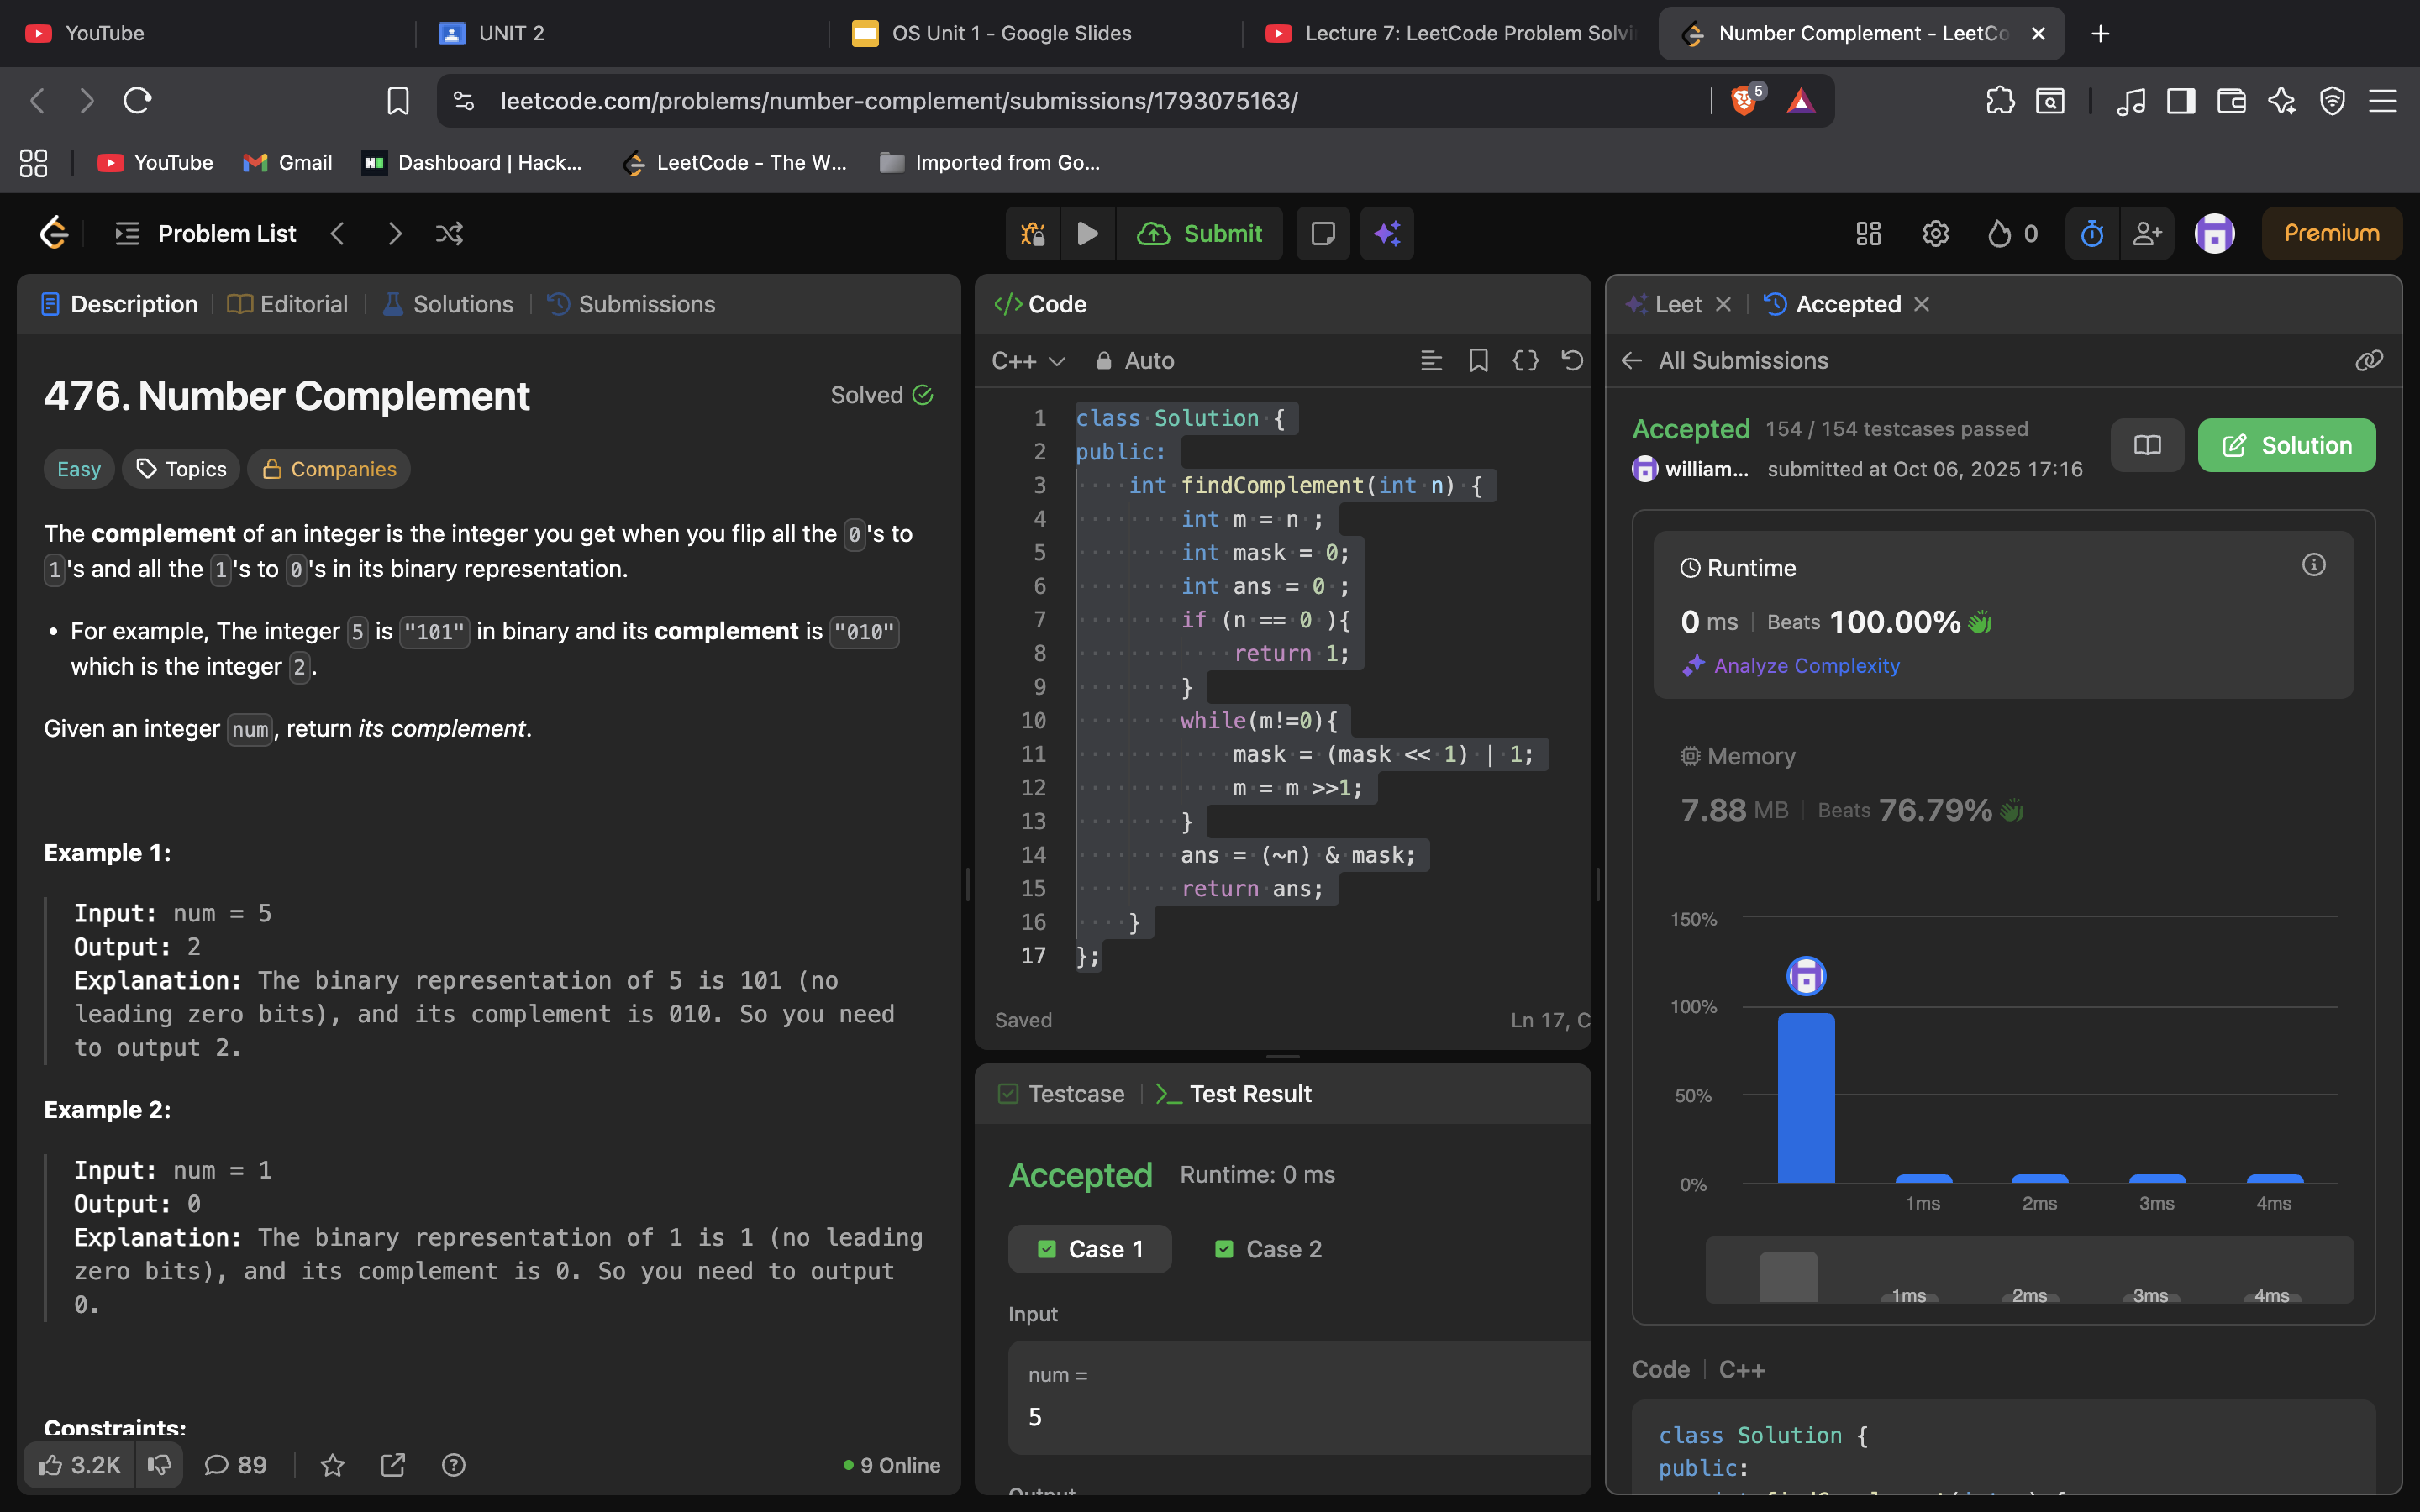 YouTube
UNIT 2
OS Unit 1 - Google Slides
Lecture 7: LeetCode Problem Solvi
Number Complement - LeetCo
leetcode.com/problems/number-complement/submissions/1793075163/
5
YouTube
Gmail
Dashboard | Hack...
LeetCode - The W...
Imported from Go...
Problem List
Submit
0
Premium
Description
Editorial
Solutions
Submissions
476. Number Complement
Solved
Easy
Topics
Companies
The complement of an integer is the integer you get when you flip all the 0's to
1's and all the 1's to 0's in its binary representation.
• For example, The integer 5 is "101" in binary and its complement is "010"
which is the integer 2.
Given an integer num, return its complement.
Example 1:
Input: num = 5
Output: 2
Explanation: The binary representation of 5 is 101 (no
leading zero bits), and its complement is 010. So you need
to output 2.
Example 2:
Input: num = 1
Output: 0
Explanation: The binary representation of 1 is 1 (no leading
zero bits), and its complement is 0. So you need to output
0.
Constraints:
3.2K
89
9 Online
</> Code
C++
Auto
1 class Solution {
2 public:
3 int findComplement(int n) {
4 int m = n ;
5 int mask = 0;
6 int ans = 0 ;
7 if (n == 0 ){
8 return 1;
9 }
10 while(m!=0){
11 mask = (mask << 1) | 1;
12 m = m >>1;
13 }
14 ans = (~n) & mask;
15 return ans;
16 }
17 };
Saved
Ln 17, C
Testcase
Test Result
Accepted
Runtime: 0 ms
Case 1
Case 2
Input
num =
5
Output
Leet
Accepted
All Submissions
Accepted 154 / 154 testcases passed
william... submitted at Oct 06, 2025 17:16
Solution
Runtime
0 ms | Beats 100.00%
Analyze Complexity
Memory
7.88 MB | Beats 76.79%
150%
100%
50%
0%
1ms
2ms
3ms
4ms
1ms
2ms
3ms
4ms
Code | C++
class Solution {
public: